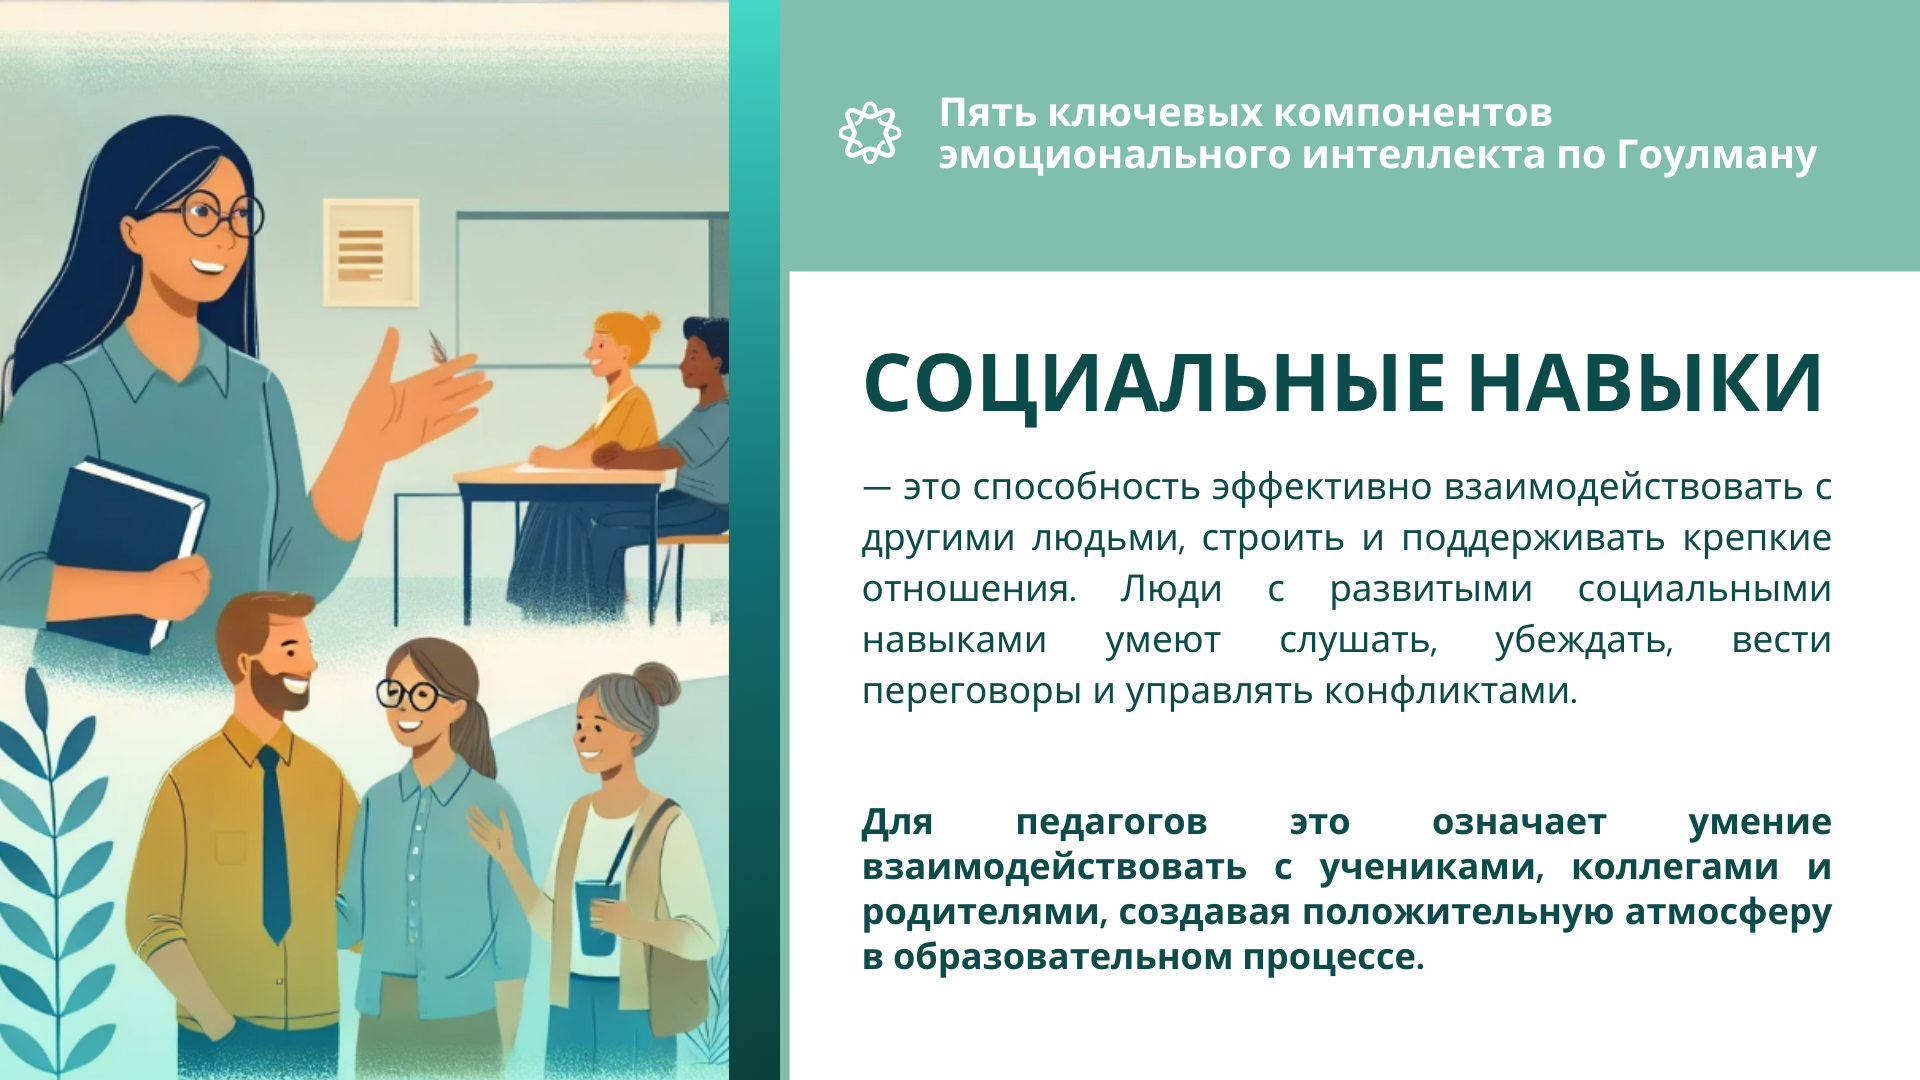 Пять ключевых компонентов
эмоционального интеллекта по Гоулману
СОЦИАЛЬНЫЕ НАВЫКИ
— это способность эффективно взаимодействовать с
другими людьми, строить и поддерживать крепкие
отношения. Люди с развитыми социальными
навыками умеют слушать, убеждать, вести
переговоры и управлять конфликтами.
Для педагогов это означает умение
взаимодействовать с учениками, коллегами и
родителями, создавая положительную атмосферу
в образовательном процессе.